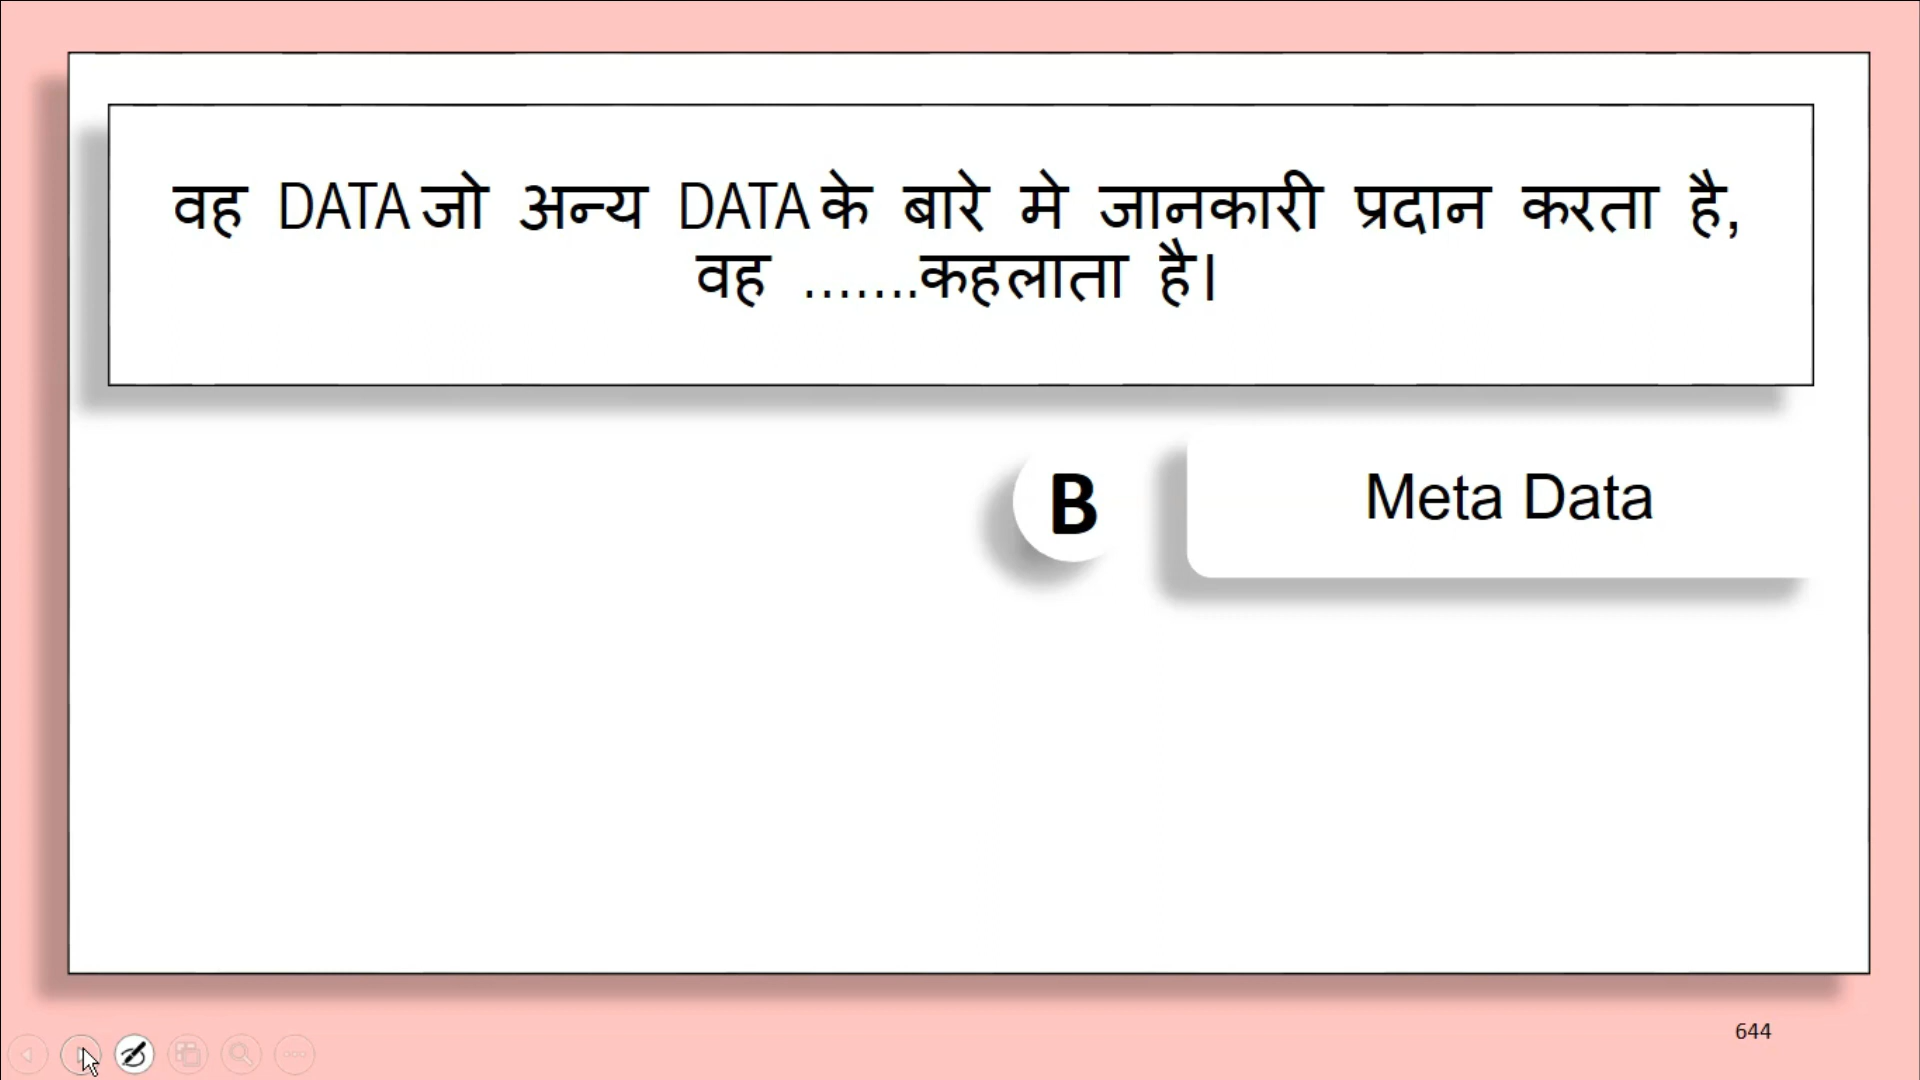 वह DATA जो अन्य DATA के बारे मे जानकारी प्रदान करता है,
वह .......कहलाता है।
B Meta Data
644